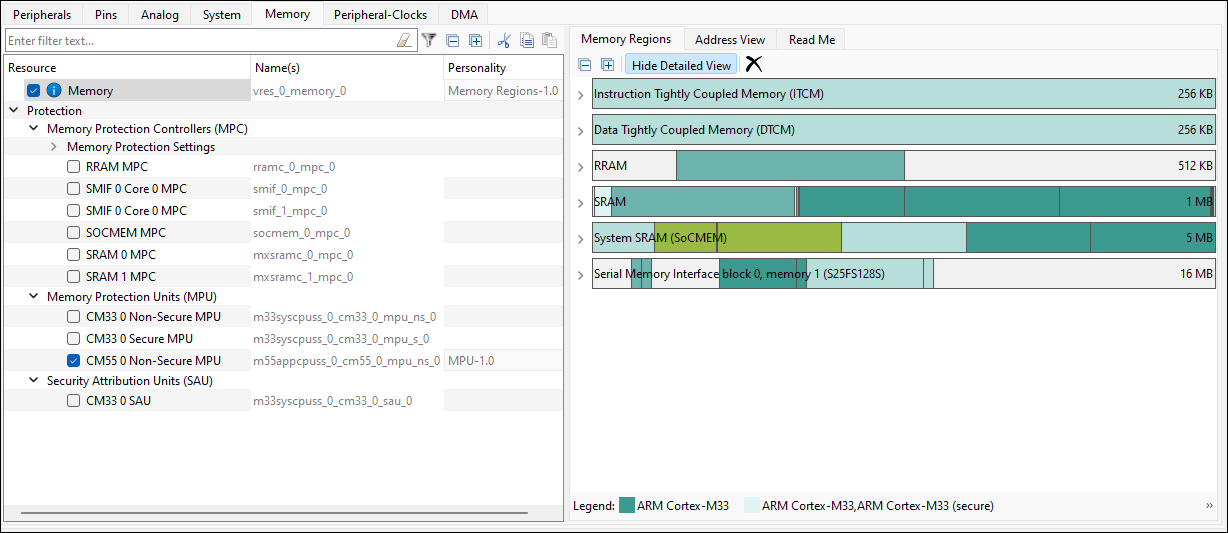 Peripherals Pins Analog System Memory Peripheral-Clocks DMA
Enter filter text...
Resource Name(s) Personality
Memory vres_0_memory_0 Memory Regions-1.0
Protection
Memory Protection Controllers (MPC)
Memory Protection Settings
RRAM MPC rramc_0_mpc_0
SMIF 0 Core 0 MPC smif_0_mpc_0
SMIF 0 Core 0 MPC smif_1_mpc_0
SOCMEM MPC socmem_0_mpc_0
SRAM 0 MPC mxsramc_0_mpc_0
SRAM 1 MPC mxsramc_1_mpc_0
Memory Protection Units (MPU)
CM33 0 Non-Secure MPU m33syscpuss_0_cm33_0_mpu_ns_0
CM33 0 Secure MPU m33syscpuss_0_cm33_0_mpu_s_0
CM55 0 Non-Secure MPU m55appcpuss_0_cm55_0_mpu_ns_0 MPU-1.0
Security Attribution Units (SAU)
CM33 0 SAU m33syscpuss_0_cm33_0_sau_0
Memory Regions Address View Read Me
Hide Detailed View
Instruction Tightly Coupled Memory (ITCM) 256 KB
Data Tightly Coupled Memory (DTCM) 256 KB
RRAM 512 KB
SRAM 1 MB
System SRAM (SoCMEM) 5 MB
Serial Memory Interface block 0, memory 1 (S25FS128S) 16 MB
Legend: ARM Cortex-M33 ARM Cortex-M33,ARM Cortex-M33 (secure) »